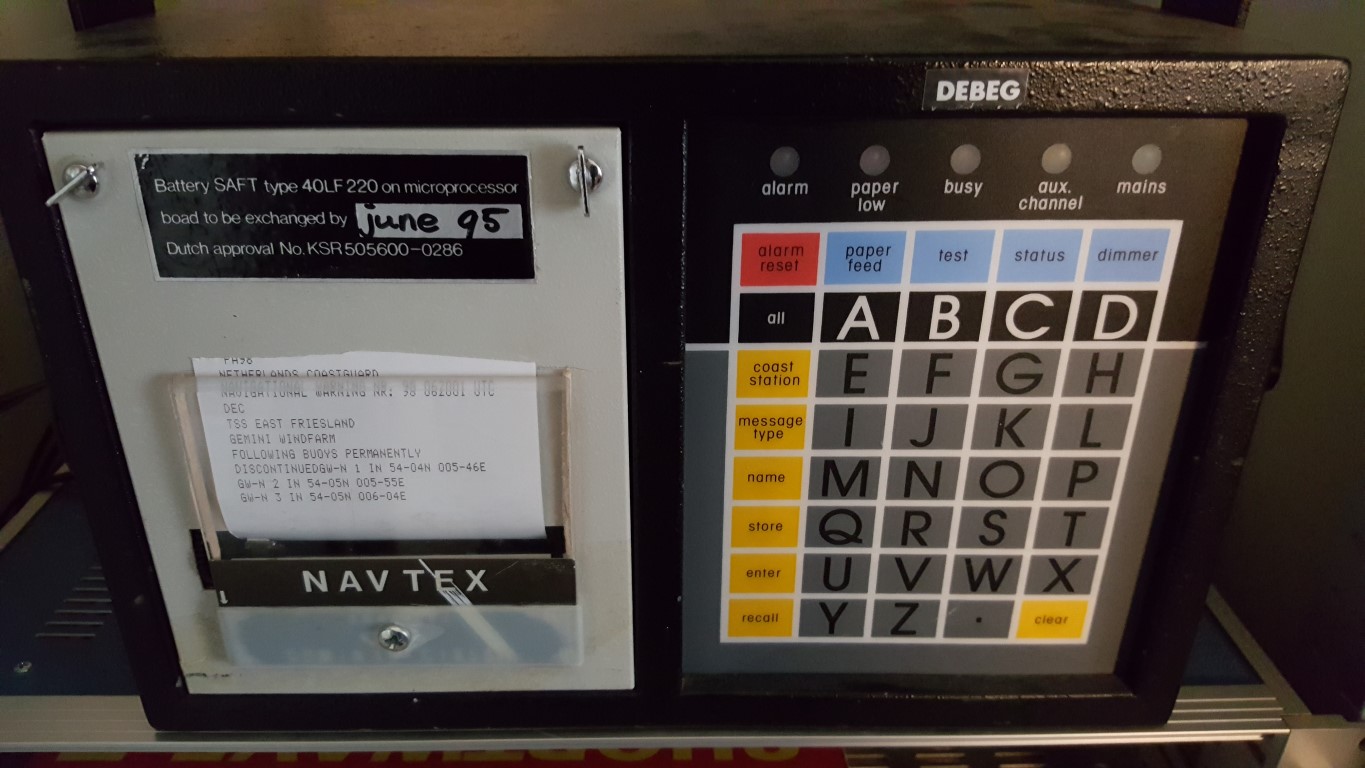 DEBEG
Battery SAFT type 40LF220 on microprocessor
boad to be exchanged by june 95
Dutch approval No. KSR505600-0286
PA98
NETHERLANDS COASTGUARD
NAVIGATIONAL WARNING NR. 98 062001 UTC
DEC
TSS EAST FRIESLAND
GEMINI WINDFARM
FOLLOWING BUOYS PERMANENTLY
DISCONTINUEDGW-N 1 IN 54-04N 005-46E
GW-N 2 IN 54-05N 005-55E
GW-N 3 IN 54-05N 006-04E
NAVTEX
alarm paper low busy aux. channel mains
alarm reset paper feed test status dimmer
all A B C D
coast station E F G H
message type I J K L
name M N O P
store Q R S T
enter U V W X
recall Y Z . clear